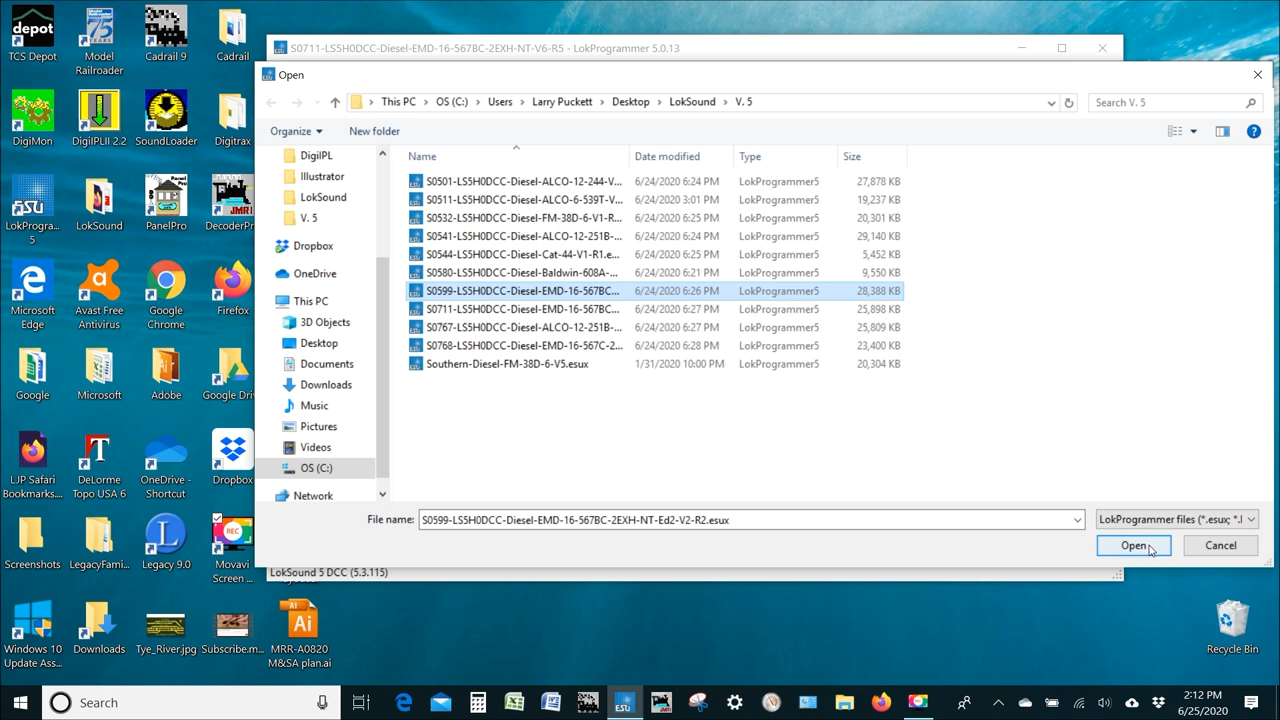 depot
TCS Depot
Model
Railroader
Cadrail 9
Cadrail
DigiMon
DigiIPLII 2.2
SoundLoader
Digitrax
LokProgra...
5
LokSound
PanelPro
DecoderPr
Microsoft
Edge
Avast Free
Antivirus
Google
Chrome
Firefox
Google
Microsoft
Adobe
Google Dri
LJP Safari
Bookmarks....
DeLorme
Topo USA 6
OneDrive -
Shortcut
Dropbox
Screenshots
LegacyFami...
Legacy 9.0
Movavi
Screen ...
Windows 10
Update Ass...
Downloads
Tye_River.jpg
Subscribe.m...
MRR-A0820
M&SA plan.ai
Recycle Bin
S0711-LS5H0DCC-Diesel-EMD-16-567BC-2EXH-NT-V6-R5 - LokProgrammer 5.0.13
Open
This PC > OS (C:) > Users > Larry Puckett > Desktop > LokSound > V. 5
Search V. 5
Organize
New folder
DigiIPL
Illustrator
LokSound
V. 5
Dropbox
OneDrive
This PC
3D Objects
Desktop
Documents
Downloads
Music
Pictures
Videos
OS (C:)
Network
Name Date modified Type Size
S0501-LS5H0DCC-Diesel-ALCO-12-244-V... 6/24/2020 6:24 PM LokProgrammer5 27,878 KB
S0511-LS5H0DCC-Diesel-ALCO-6-539T-V... 6/24/2020 3:01 PM LokProgrammer5 19,237 KB
S0532-LS5H0DCC-Diesel-FM-38D-6-V1-R... 6/24/2020 6:25 PM LokProgrammer5 20,301 KB
S0541-LS5H0DCC-Diesel-ALCO-12-251B-... 6/24/2020 6:24 PM LokProgrammer5 29,140 KB
S0544-LS5H0DCC-Diesel-Cat-44-V1-R1.e... 6/24/2020 6:25 PM LokProgrammer5 5,452 KB
S0580-LS5H0DCC-Diesel-Baldwin-608A-... 6/24/2020 6:21 PM LokProgrammer5 9,550 KB
S0599-LS5H0DCC-Diesel-EMD-16-567BC... 6/24/2020 6:26 PM LokProgrammer5 28,388 KB
S0711-LS5H0DCC-Diesel-EMD-16-567BC... 6/24/2020 6:27 PM LokProgrammer5 25,898 KB
S0767-LS5H0DCC-Diesel-ALCO-12-251B-... 6/24/2020 6:27 PM LokProgrammer5 25,809 KB
S0768-LS5H0DCC-Diesel-EMD-16-567C-2... 6/24/2020 6:28 PM LokProgrammer5 23,400 KB
Southern-Diesel-FM-38D-6-V5.esux 1/31/2020 10:00 PM LokProgrammer5 20,304 KB
File name: S0599-LS5H0DCC-Diesel-EMD-16-567BC-2EXH-NT-Ed2-V2-R2.esux
LokProgrammer files (*.esux; *.l
Open
Cancel
LokSound 5 DCC (5.3.115)
Search
2:12 PM
6/25/2020